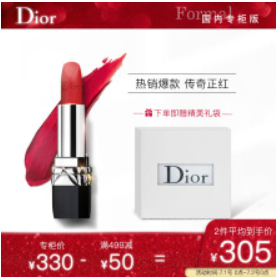 Formal
Dior
国内专柜版
热销爆款 传奇正红
下单即赠精美礼袋
Dior
专柜价
¥330
-
满499减
¥50
=
2件平均到手
¥305